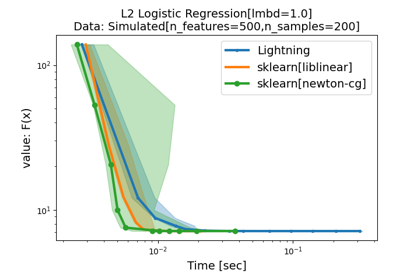 L2 Logistic Regression[lmbd=1.0]
Data: Simulated[n_features=500,n_samples=200]
Lightning
sklearn[liblinear]
sklearn[newton-cg]
value: F(x)
10²
10¹
10⁻²
10⁻¹
Time [sec]